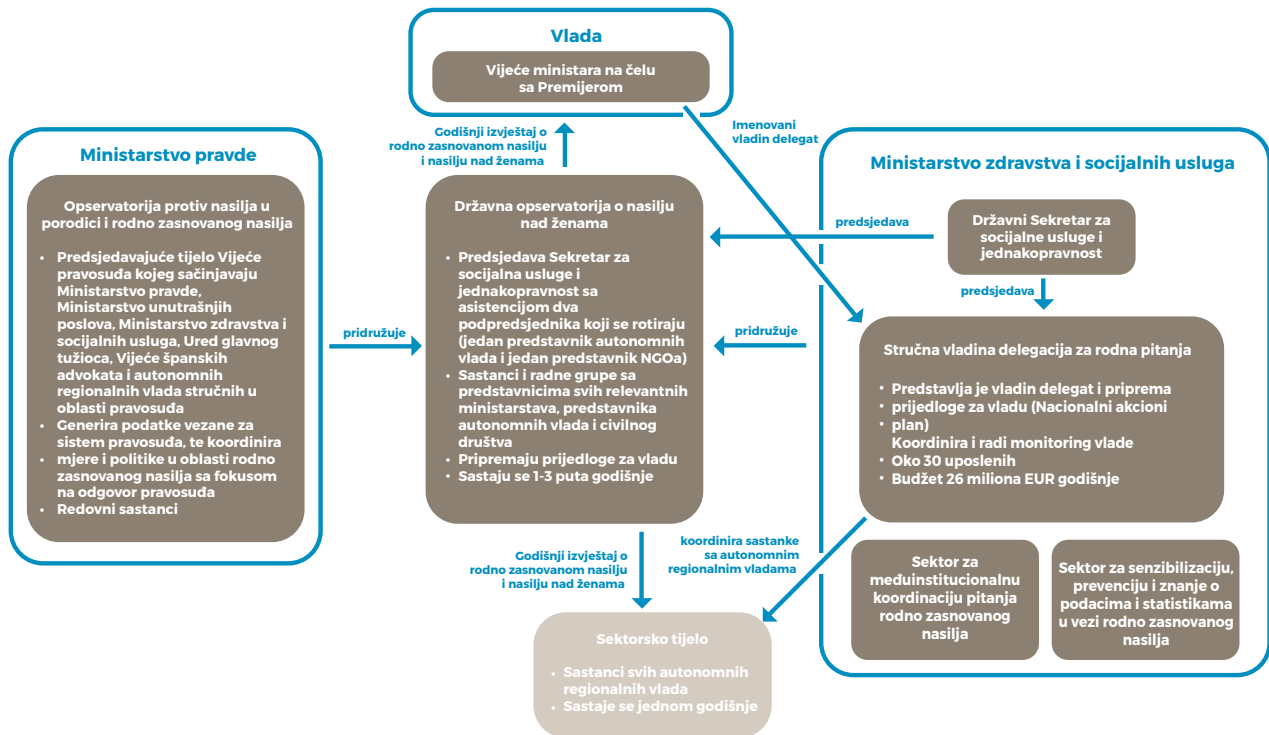 Vlada
Vijeće ministara na čelu
sa Premijerom
Godišnji izvještaj o
rodno zasnovanom nasilju
i nasilju nad ženama
Imenovani
vladin delegat
Ministarstvo pravde
Opservatorija protiv nasilja u
porodici i rodno zasnovanog nasilja
• Predsjedavajuće tijelo Vijeće
pravosuđa kojeg sačinjavaju
Ministarstvo pravde,
Ministarstvo unutrašnjih
poslova, Ministarstvo zdravstva i
socijalnih usluga, Ured glavnog
tužioca, Vijeće španskih
advokata i autonomnih
regionalnih vlada stručnih u
oblasti pravosuđa
• Generira podatke vezane za
sistem pravosuđa, te koordinira
• mjere i politike u oblasti rodno
zasnovanog nasilja sa fokusom
na odgovor pravosuđa
• Redovni sastanci
pridružuje
Državna opservatorija o nasilju
nad ženama
• Predsjedava Sekretar za
socijalna usluge i
jednakopravnost sa
asistencijom dva
podpredsjednika koji se rotiraju
(jedan predstavnik autonomnih
vlada i jedan predstavnik NGOa)
• Sastanci i radne grupe sa
predstavnicima svih relevantnih
ministarstava, predstavnika
autonomnih vlada i civilnog
društva
• Pripremaju prijedloge za vladu
• Sastaju se 1-3 puta godišnje
predsjedava
pridružuje
Ministarstvo zdravstva i socijalnih usluga
Državni Sekretar za
socijalne usluge i
jednakopravnost
predsjedava
Stručna vladina delegacija za rodna pitanja
• Predstavlja je vladin delegat i priprema
• prijedloge za vladu (Nacionalni akcioni
• plan)
Koordinira i radi monitoring vlade
• Oko 30 uposlenih
• Budžet 26 miliona EUR godišnje
Sektor za
međuinstitucionalnu
koordinaciju pitanja
rodno zasnovanog
nasilja
Sektor za senzibilizaciju,
prevenciju i znanje o
podacima i statistikama
u vezi rodno zasnovanog
nasilja
Godišnji izvještaj o
rodno zasnovanom nasilju
i nasilju nad ženama
koordinira sastanke
sa autonomnim
regionalnim vladama
Sektorsko tijelo
• Sastanci svih autonomnih
regionalnih vlada
• Sastaje se jednom godišnje